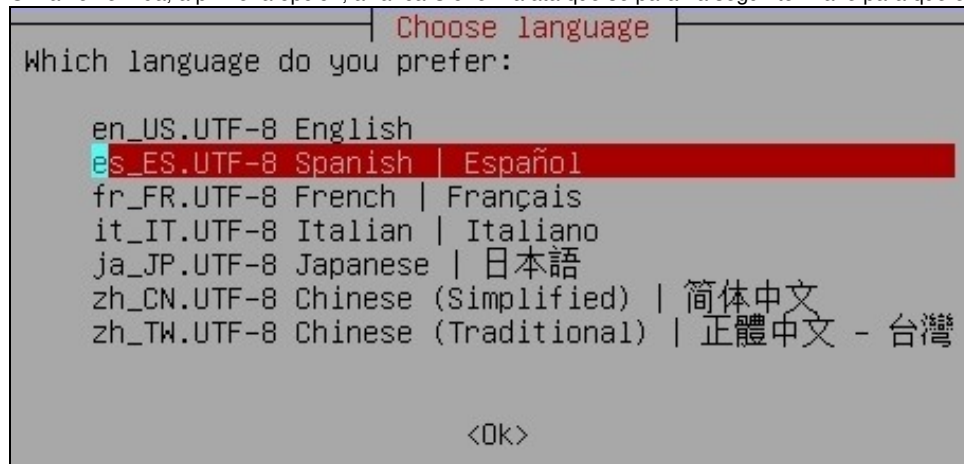 Choose language
Which language do you prefer:
en_US.UTF-8 English
es_ES.UTF-8 Spanish | Español
fr_FR.UTF-8 French | Français
it_IT.UTF-8 Italian | Italiano
ja_JP.UTF-8 Japanese | 日本語
zh_CN.UTF-8 Chinese (Simplified) | 简体中文
zh_TW.UTF-8 Chinese (Traditional) | 正體中文 - 台灣
<Ok>